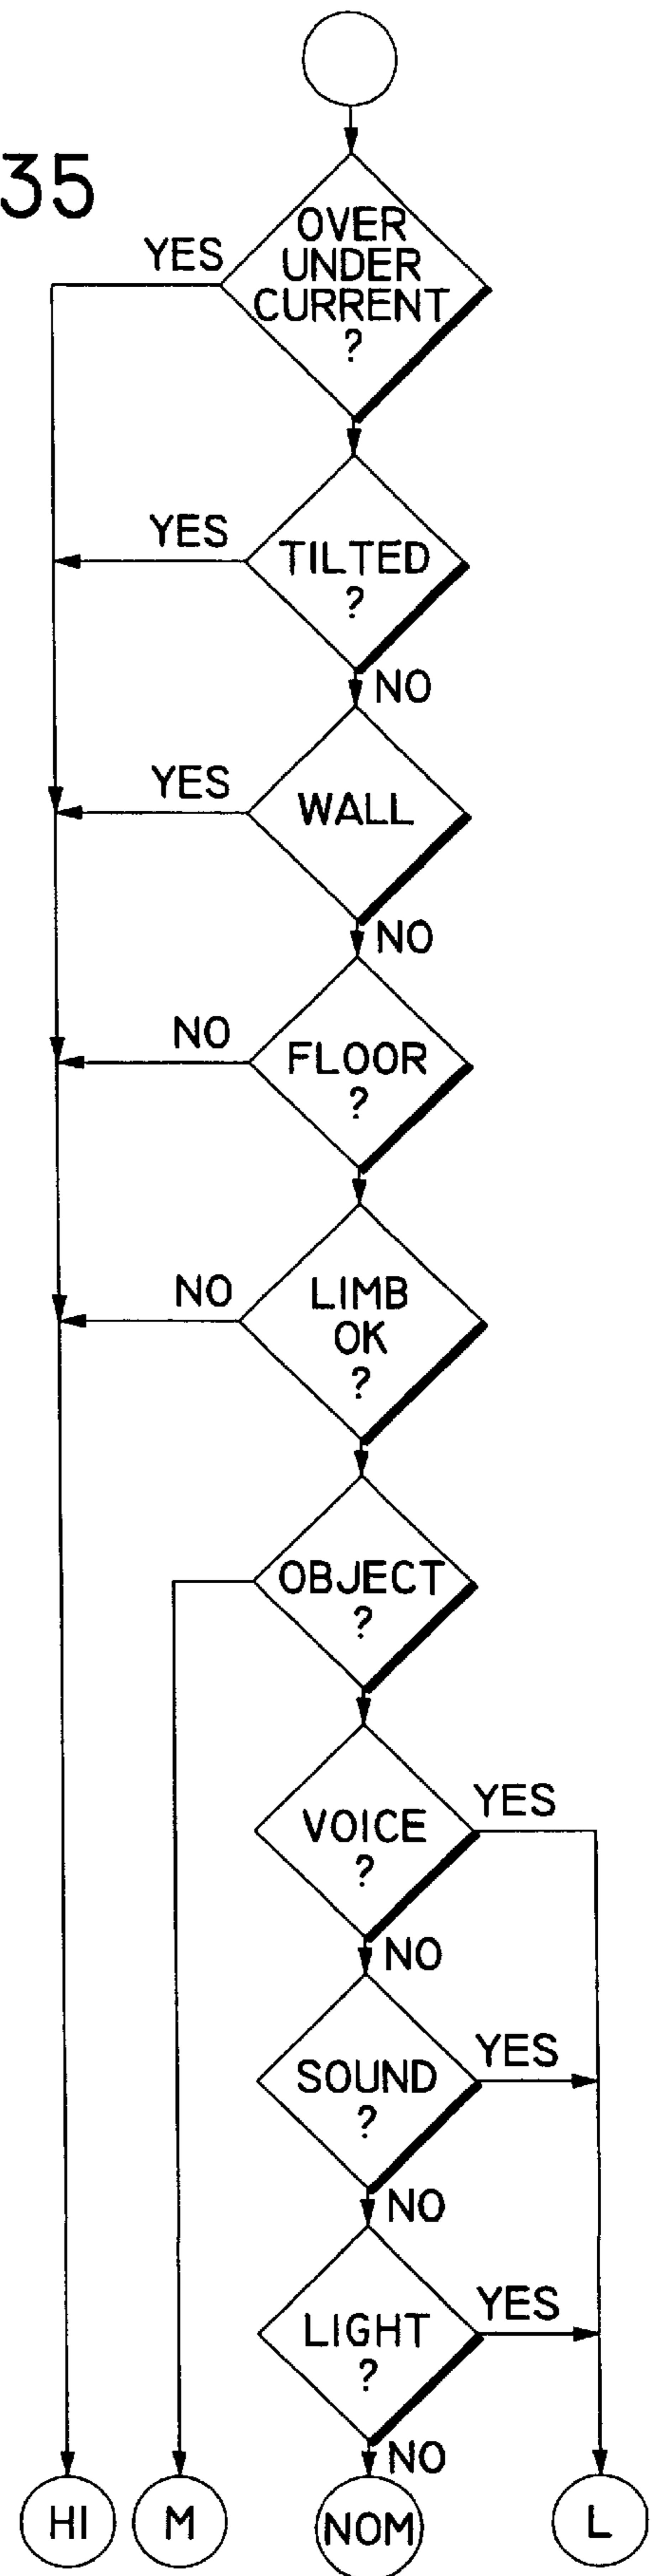 35
OVER
UNDER
CURRENT
?
YES
TILTED
?
YES
NO
WALL
YES
NO
FLOOR
?
NO
LIMB
OK
?
NO
OBJECT
?
VOICE
?
YES
NO
SOUND
?
YES
NO
LIGHT
?
YES
NO
HI
M
NOM
L